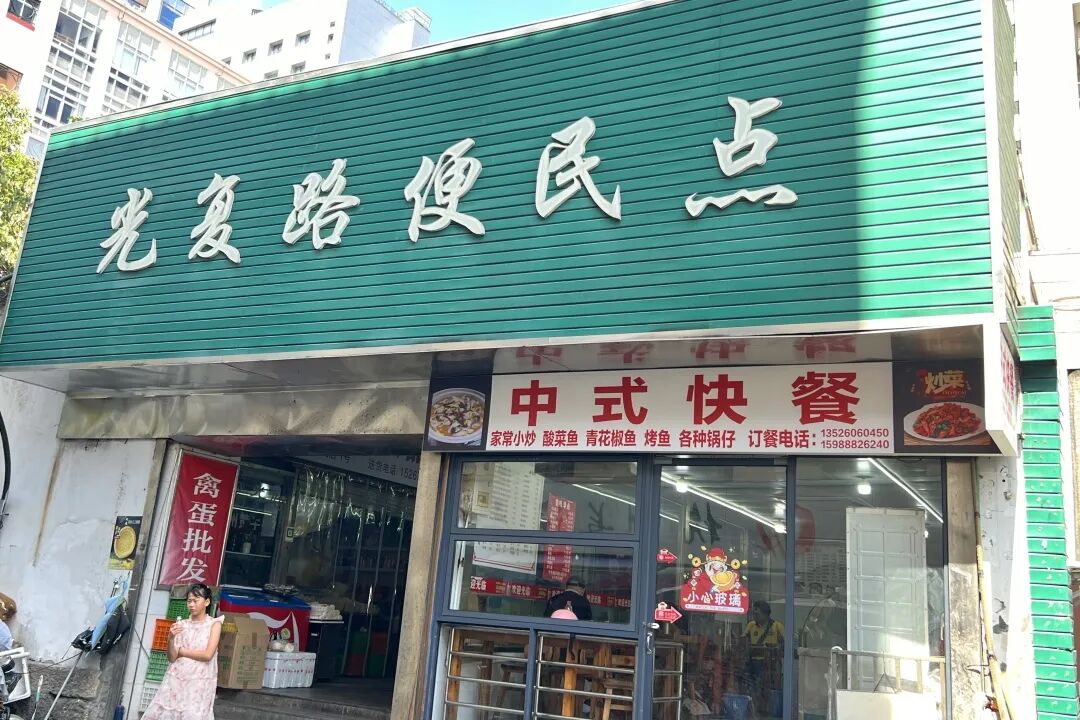 光复路便民点
中式快餐
家常小炒 酸菜鱼 青花椒鱼 烤鱼 各种锅仔 订餐电话：13526060450
15988826240
炒菜
禽蛋批发
小心玻璃